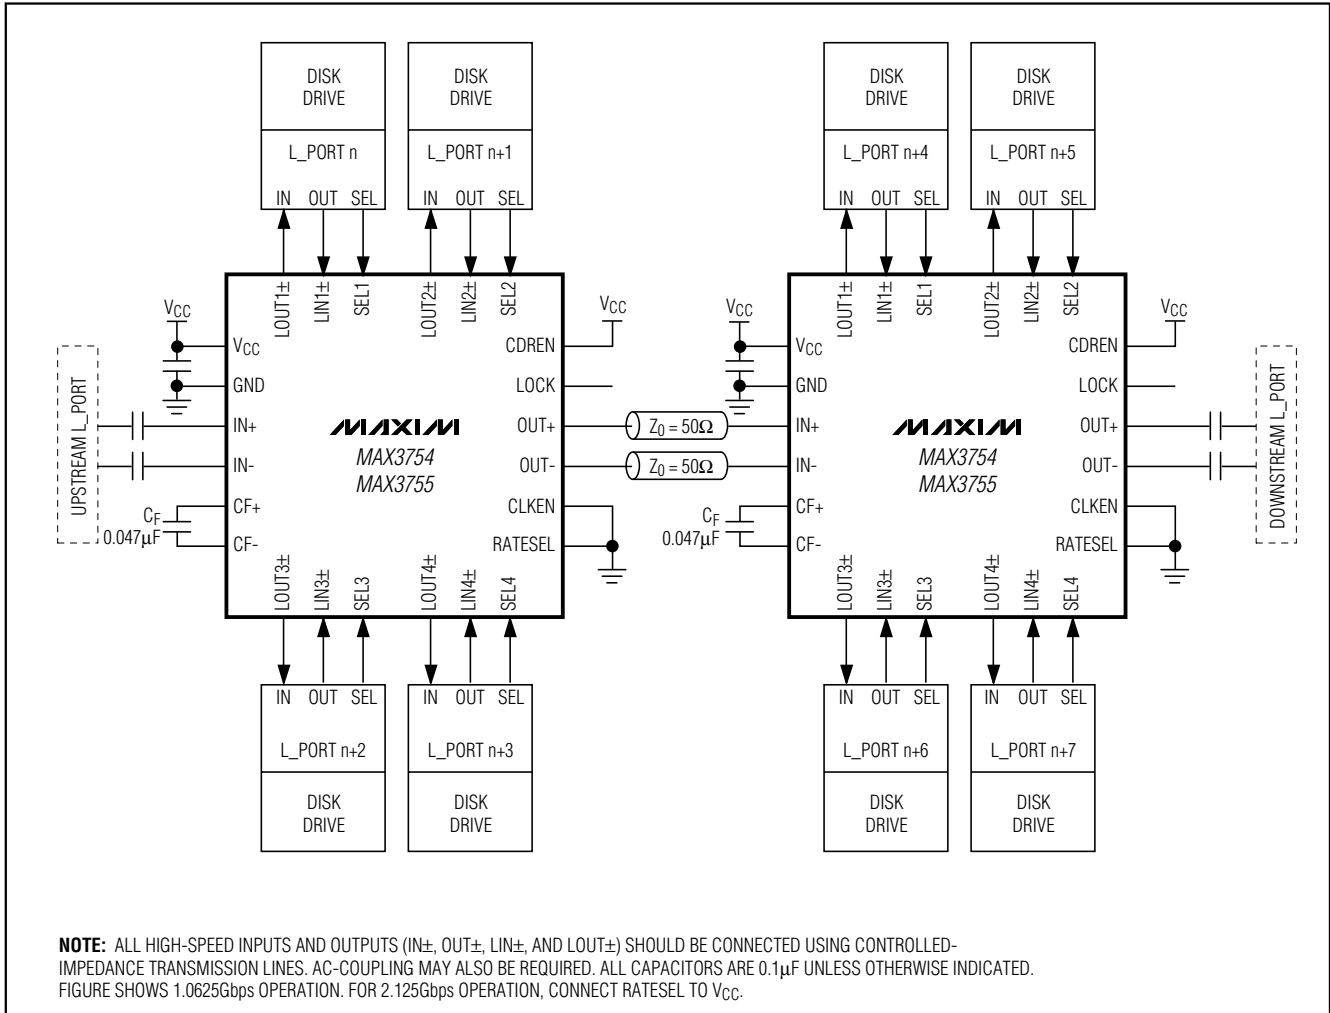 DISK
DRIVE
L_PORT n
IN OUT SEL
DISK
DRIVE
L_PORT n+1
IN OUT SEL
DISK
DRIVE
L_PORT n+4
IN OUT SEL
DISK
DRIVE
L_PORT n+5
IN OUT SEL
LOUT1±
LIN1±
SEL1
LOUT2±
LIN2±
SEL2
LOUT1±
LIN1±
SEL1
LOUT2±
LIN2±
SEL2
UPSTREAM L_PORT
VCC
VCC
GND
IN+
IN-
CF+
CF-
CF
0.047µF
MAXIM
MAX3754
MAX3755
VCC
CDREN
LOCK
OUT+
OUT-
CLKEN
RATESEL
Z0 = 50Ω
Z0 = 50Ω
VCC
VCC
GND
IN+
IN-
CF+
CF-
CF
0.047µF
MAXIM
MAX3754
MAX3755
VCC
CDREN
LOCK
OUT+
OUT-
CLKEN
RATESEL
DOWNSTREAM L_PORT
LOUT3±
LIN3±
SEL3
LOUT4±
LIN4±
SEL4
LOUT3±
LIN3±
SEL3
LOUT4±
LIN4±
SEL4
IN OUT SEL
L_PORT n+2
DISK
DRIVE
IN OUT SEL
L_PORT n+3
DISK
DRIVE
IN OUT SEL
L_PORT n+6
DISK
DRIVE
IN OUT SEL
L_PORT n+7
DISK
DRIVE
NOTE: ALL HIGH-SPEED INPUTS AND OUTPUTS (IN±, OUT±, LIN±, AND LOUT±) SHOULD BE CONNECTED USING CONTROLLED-
IMPEDANCE TRANSMISSION LINES. AC-COUPLING MAY ALSO BE REQUIRED. ALL CAPACITORS ARE 0.1µF UNLESS OTHERWISE INDICATED.
FIGURE SHOWS 1.0625Gbps OPERATION. FOR 2.125Gbps OPERATION, CONNECT RATESEL TO VCC.